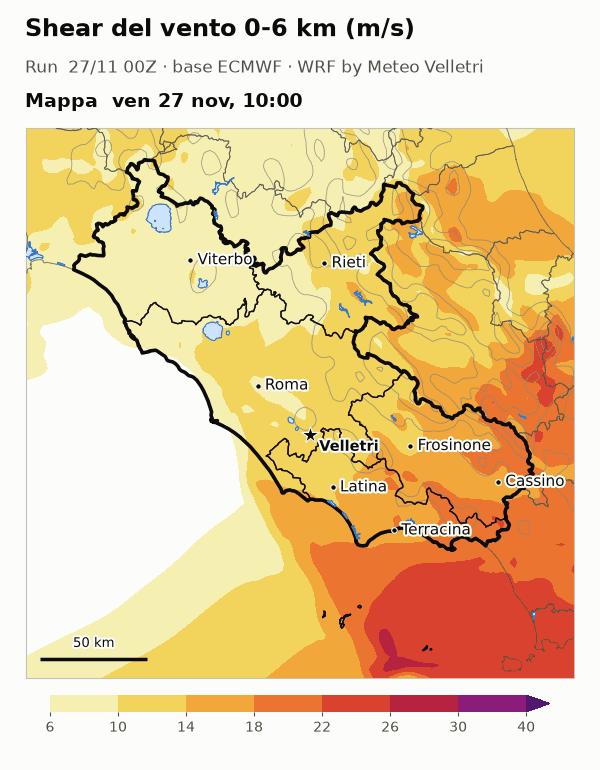 Shear del vento 0-6 km (m/s)
Run  27/11 00Z · base ECMWF · WRF by Meteo Velletri
Mappa  ven 27 nov, 10:00
Viterbo
Rieti
Roma
Velletri
Frosinone
Cassino
Latina
Terracina
50 km
6 10 14 18 22 26 30 40